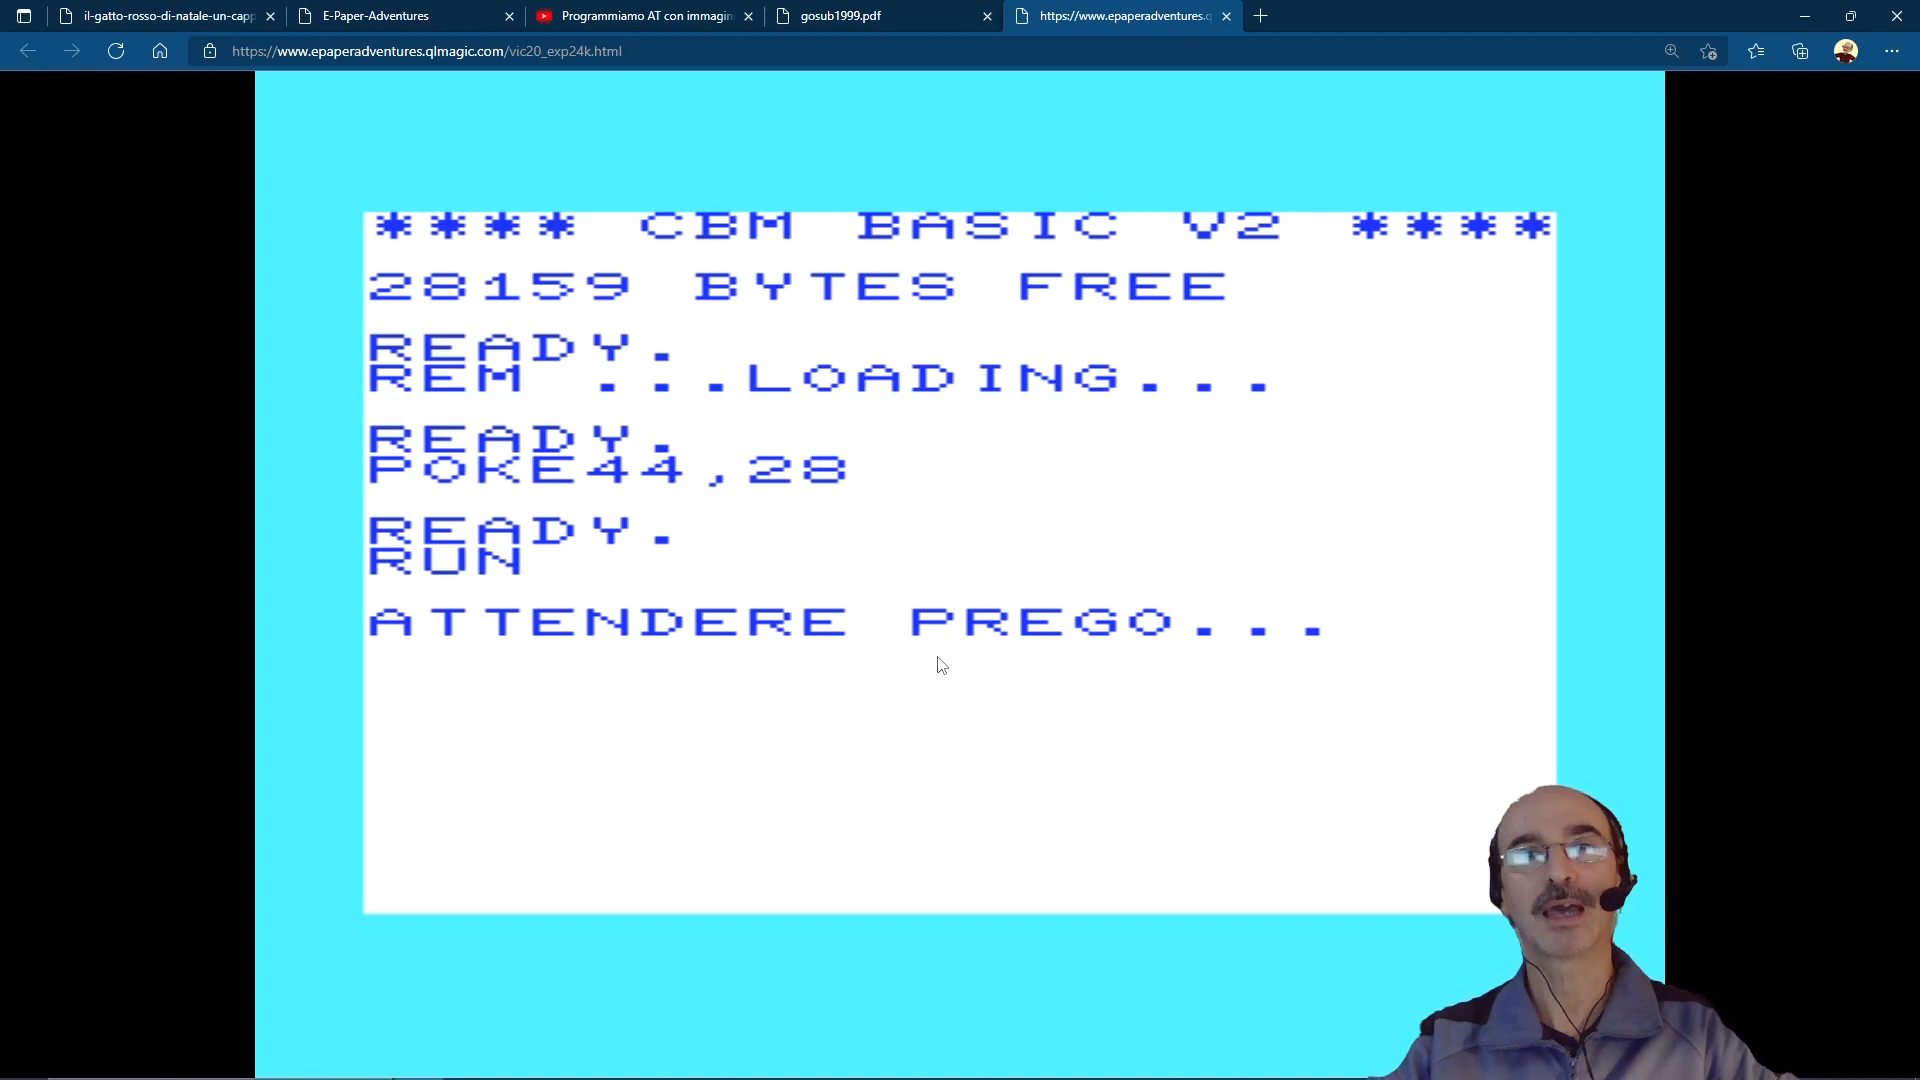 il-gatto-rosso-di-natale-un-capp
E-Paper-Adventures
Programmiamo AT con immagin
gosub1999.pdf
https://www.epaperadventures.q
https://www.epaperadventures.qlmagic.com/vic20_exp24k.html
**** CBM BASIC V2 ****
28159 BYTES FREE
READY.
REM ...LOADING...
READY.
POKE44,28
READY.
RUN
ATTENDERE PREGO...